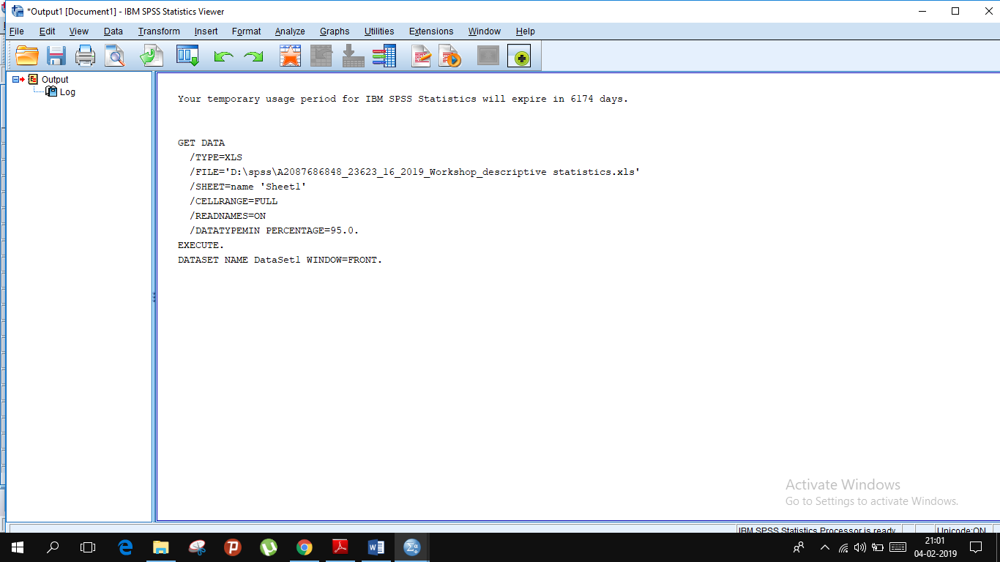 *Output1 [Document1] - IBM SPSS Statistics Viewer
File Edit View Data Transform Insert Format Analyze Graphs Utilities Extensions Window Help
Output
Log
Your temporary usage period for IBM SPSS Statistics will expire in 6174 days.
GET DATA
/TYPE=XLS
/FILE='D:\spss\A2087686848_23623_16_2019_Workshop_descriptive statistics.xls'
/SHEET=name 'Sheet1'
/CELLRANGE=FULL
/READNAMES=ON
/DATATYPEMIN PERCENTAGE=95.0.
EXECUTE.
DATASET NAME DataSet1 WINDOW=FRONT.
Activate Windows
Go to Settings to activate Windows.
IBM SPSS Statistics Processor is ready
Unicode:ON
21:01
04-02-2019